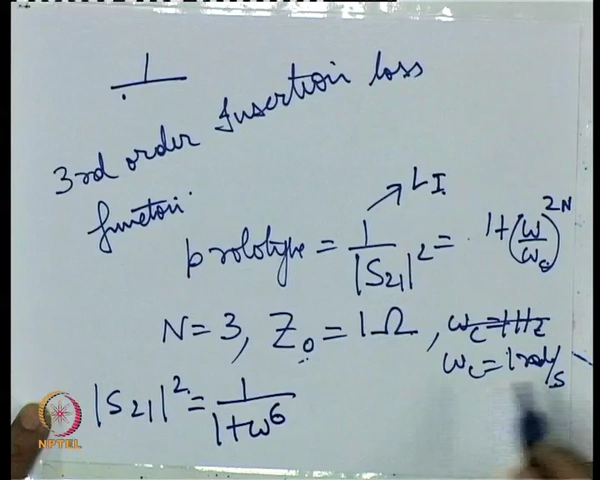 1
3rd order Insertion loss
function.
prototype = 1/|S21|^2 = 1+(ω/ωc)^2N
→ LI
N=3, Z0=1Ω, ωc=1Hz
ωc=1rad/s
|S21|^2 = 1/1+ω^6
NPTEL